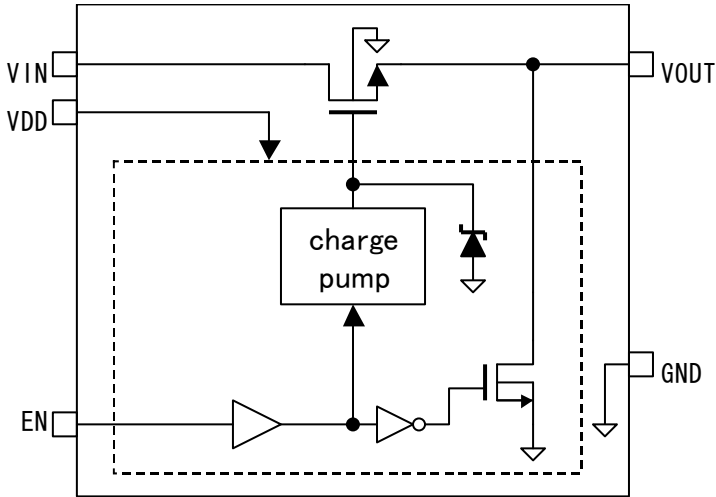 VIN
VOUT
VDD
charge
pump
GND
EN